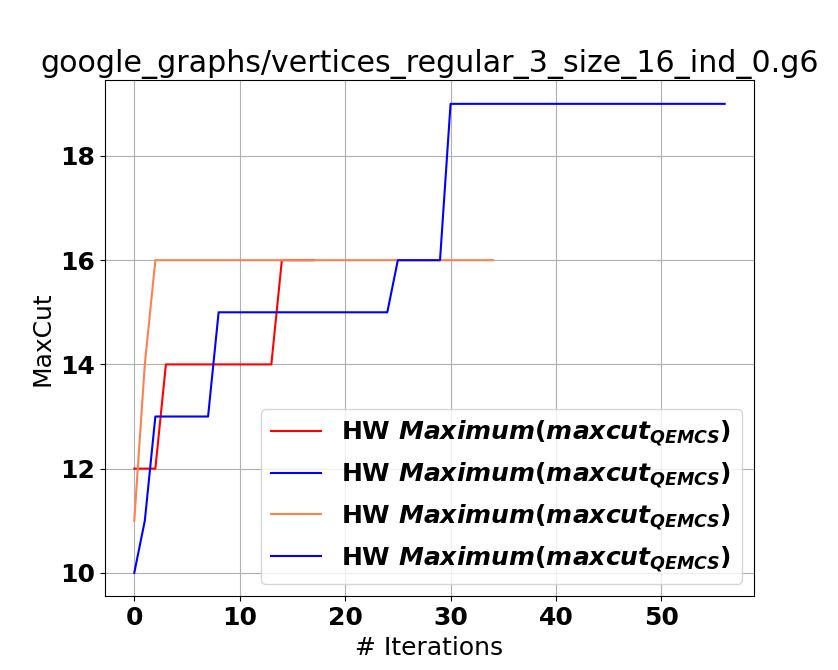 google_graphs/vertices_regular_3_size_16_ind_0.g6
MaxCut
18
16
14
12
10
HW Maximum(maxcut_QEMCS)
HW Maximum(maxcut_QEMCS)
HW Maximum(maxcut_QEMCS)
HW Maximum(maxcut_QEMCS)
0 10 20 30 40 50
# Iterations